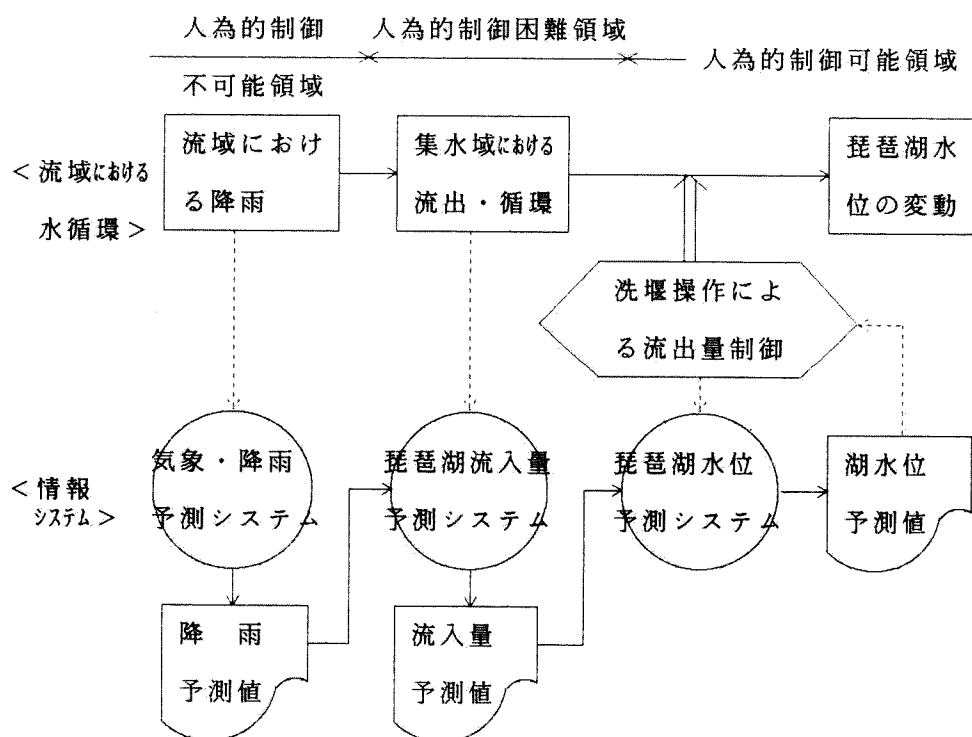 人為的制御
不可能領域
人為的制御困難領域
人為的制御可能領域
<流域における
水循環>
流域におけ
る降雨
集水域における
流出・循環
琵琶湖水
位の変動
洗堰操作によ
る流出量制御
<情報
システム>
気象・降雨
予測システム
琵琶湖流入量
予測システム
琵琶湖水位
予測システム
湖水位
予測値
降　雨
予測値
流入量
予測値